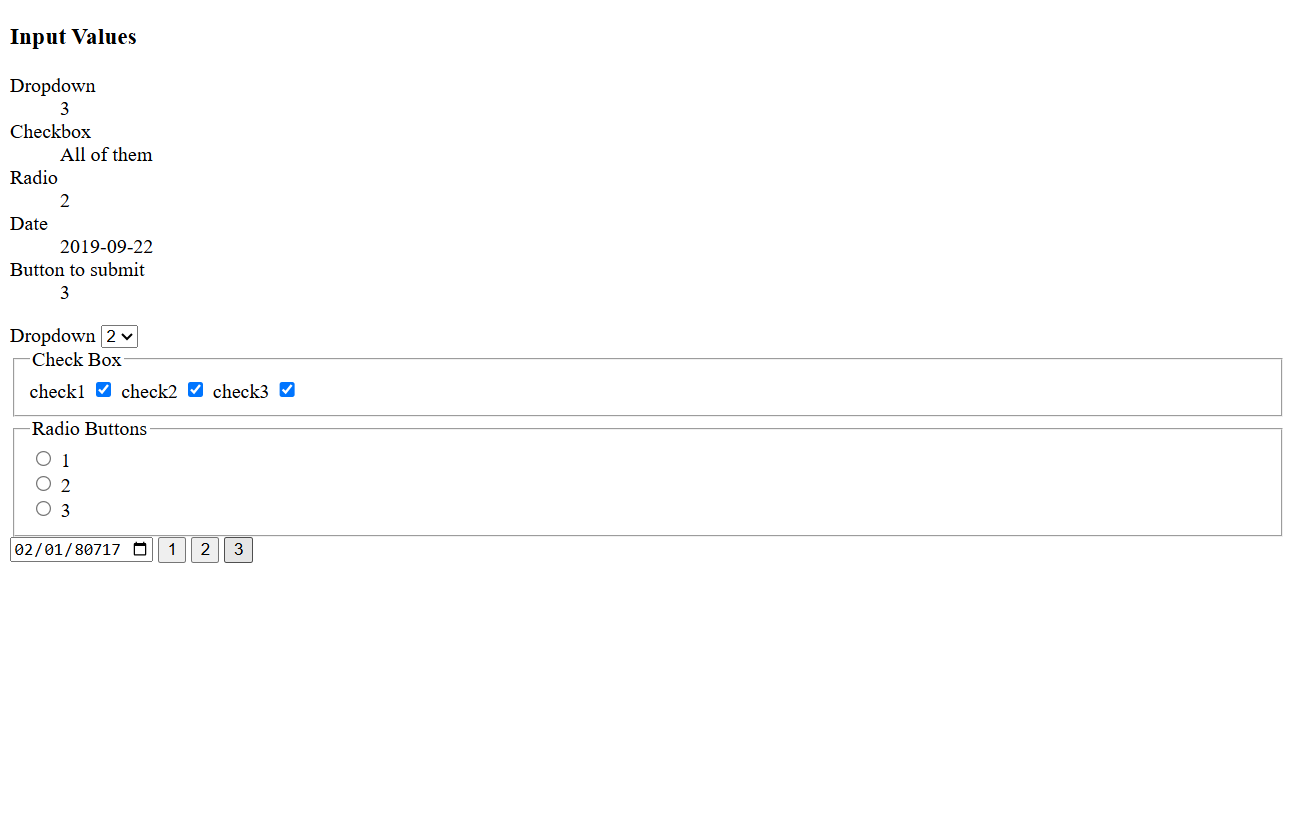 Input Values
Dropdown
3
Checkbox
All of them
Radio
2
Date
2019-09-22
Button to submit
3
Dropdown 2
Check Box
check1 check2 check3
Radio Buttons
1
2
3
02/01/80717 1 2 3